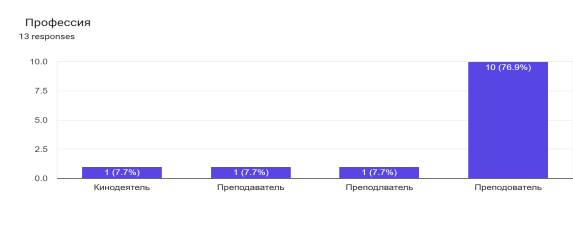 Профессия
13 responses
10.0
10 (76.9%)
7.5
5.0
2.5
1 (7.7%) 1 (7.7%) 1 (7.7%)
0.0
Кинодеятель Преподаватель Преподлватель Преподователь